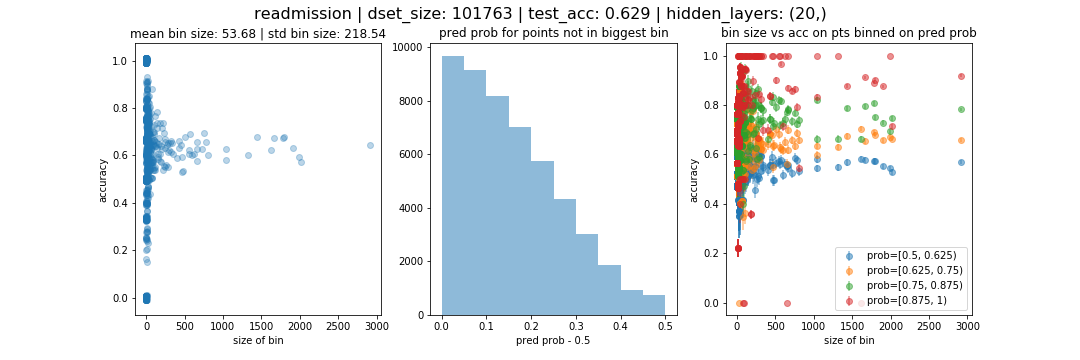 readmission | dset_size: 101763 | test_acc: 0.629 | hidden_layers: (20,)
mean bin size: 53.68 | std bin size: 218.54
1.0
0.8
0.6
0.4
0.2
0.0
accuracy
0
500
1000
1500
2000
2500
3000
size of bin
pred prob for points not in biggest bin
10000
8000
6000
4000
2000
0
0.0
0.1
0.2
0.3
0.4
0.5
pred prob - 0.5
bin size vs acc on pts binned on pred prob
1.0
0.8
0.6
0.4
0.2
0.0
accuracy
prob=[0.5, 0.625)
prob=[0.625, 0.75)
prob=[0.75, 0.875)
prob=[0.875, 1)
0
500
1000
1500
2000
2500
3000
size of bin